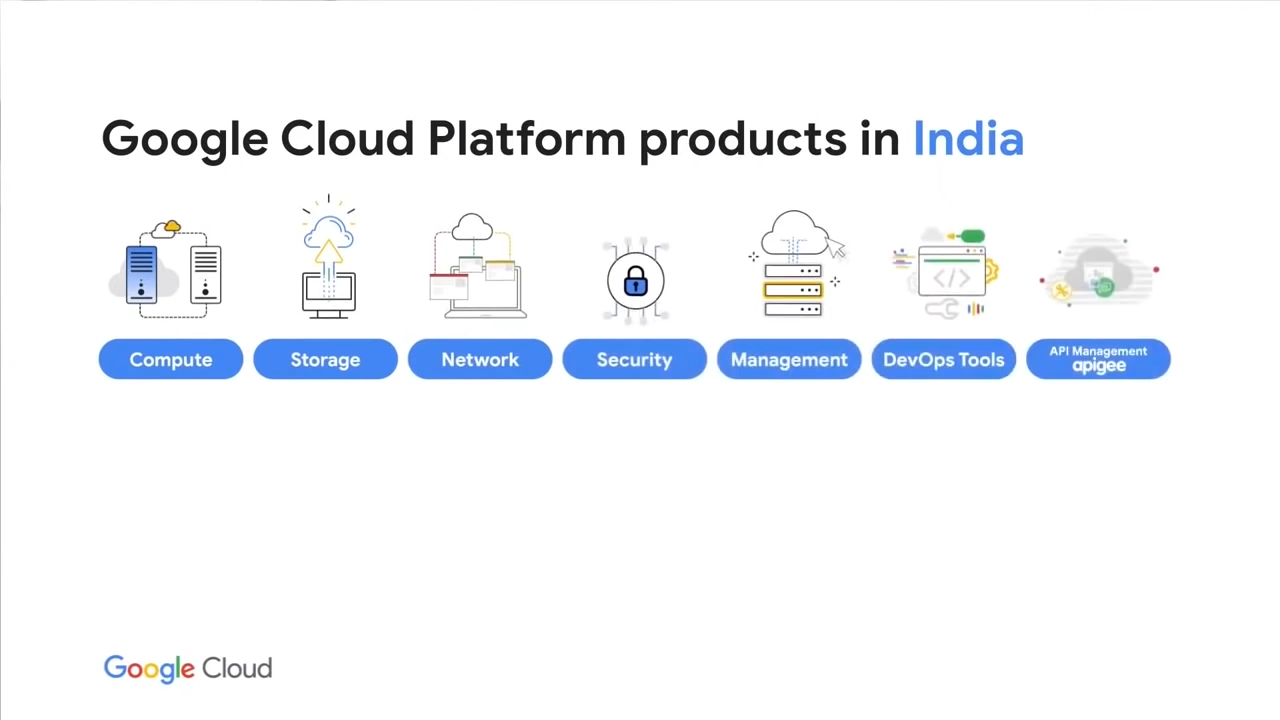 Google Cloud Platform products in India
Compute
Storage
Network
Security
Management
DevOps Tools
API Management
apigee
Google Cloud